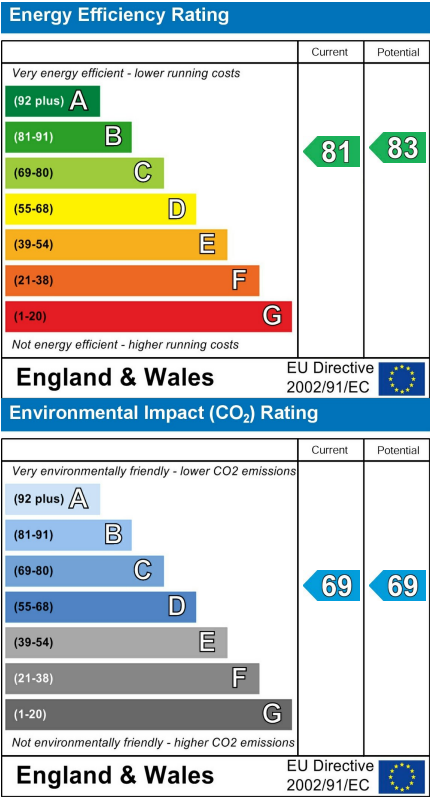 Energy Efficiency Rating
Current Potential
Very energy efficient - lower running costs
(92 plus) A
(81-91) B
81 83
(69-80) C
(55-68) D
(39-54) E
(21-38) F
(1-20) G
Not energy efficient - higher running costs
England & Wales
EU Directive
2002/91/EC
Environmental Impact (CO₂) Rating
Current Potential
Very environmentally friendly - lower CO2 emissions
(92 plus) A
(81-91) B
(69-80) C
69 69
(55-68) D
(39-54) E
(21-38) F
(1-20) G
Not environmentally friendly - higher CO2 emissions
England & Wales
EU Directive
2002/91/EC